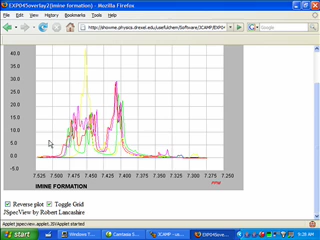 EXPO45overlay2(imine formation) - Mozilla Firefox
File Edit View History Bookmarks Tools Help
http://showme.physics.drexel.edu/usefulchem/Software/JCAMP/EXPO4
40.0
35.0
30.0
25.0
20.0
15.0
10.0
5.0
0.0
-5.0
7.525 7.500 7.475 7.450 7.425 7.400 7.375 7.350 7.325 7.300 7.275 7.250
PPM
IMINE FORMATION
Reverse plot Toggle Grid
JSpecView by Robert Lancashire
Applet jspecview.applet.JSVApplet started
start
Windows T
Camtasia S
JCAMP
EXPO45ove
9:28 AM